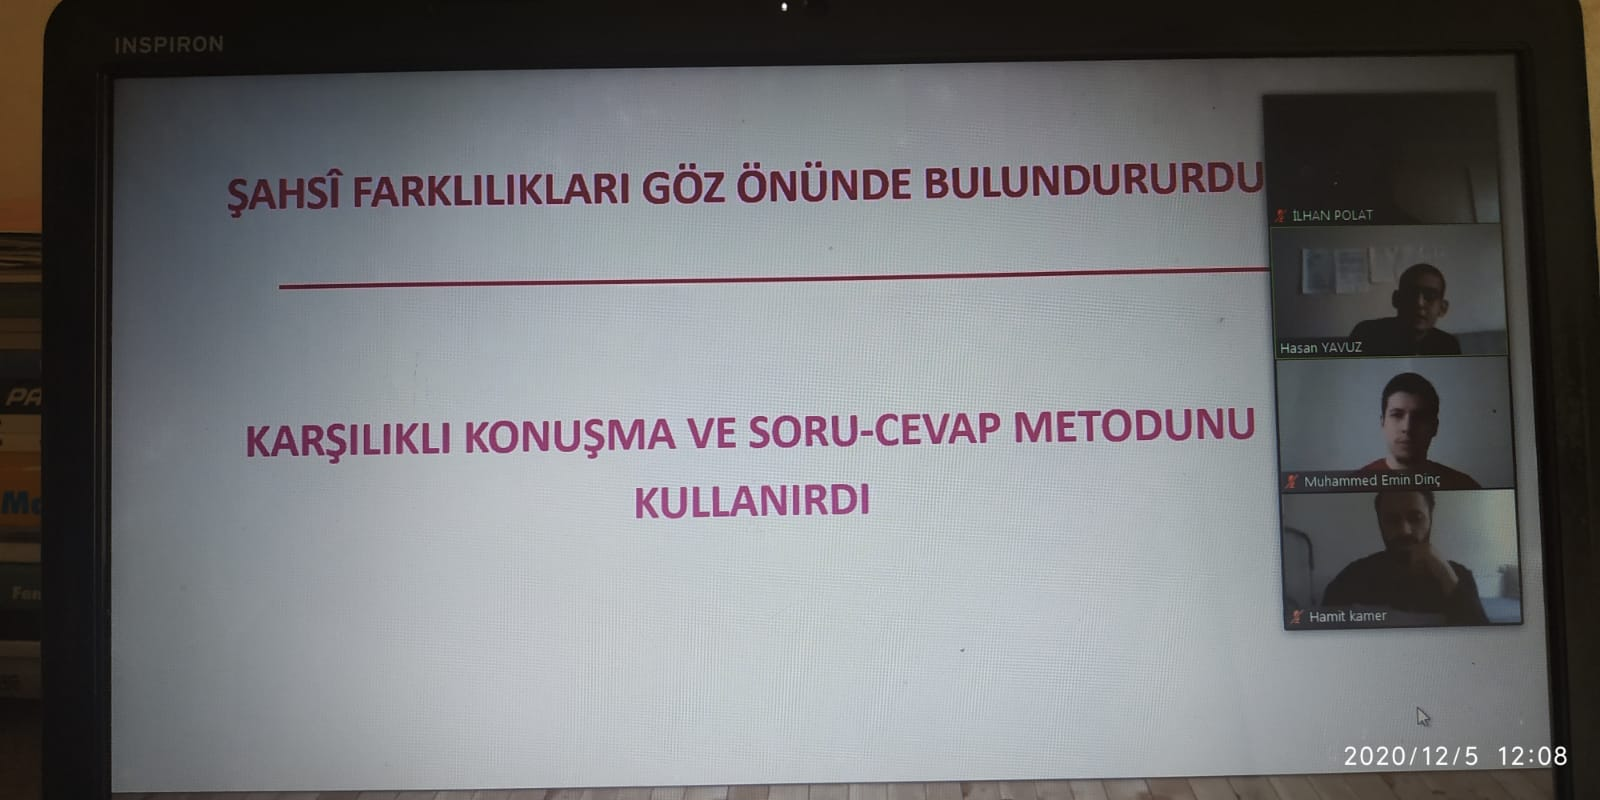 INSPIRON
ŞAHSÎ FARKLILIKLARI GÖZ ÖNÜNDE BULUNDURURDU
KARŞILIKLI KONUŞMA VE SORU-CEVAP METODUNU
KULLANIRDI
İLHAN POLAT
Hasan YAVUZ
Muhammed Emin Dinç
Hamit kamer
2020/12/5 12:08